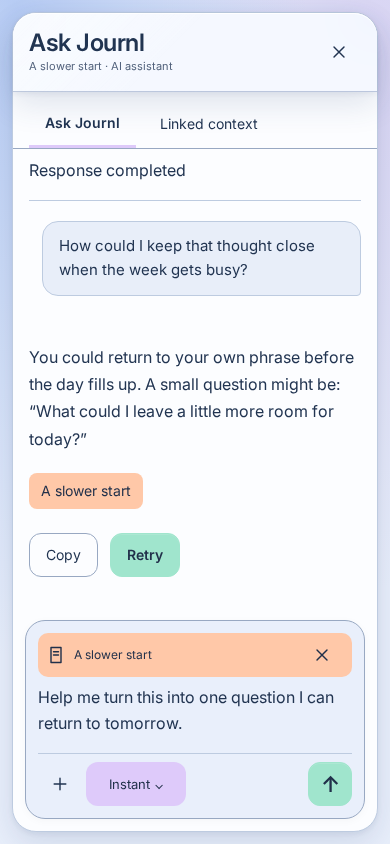 Ask Journl
A slower start · AI assistant
Ask Journl
Linked context
Response completed
How could I keep that thought close
when the week gets busy?
You could return to your own phrase before
the day fills up. A small question might be:
“What could I leave a little more room for
today?”
A slower start
Copy
Retry
A slower start
Help me turn this into one question I can
return to tomorrow.
Instant